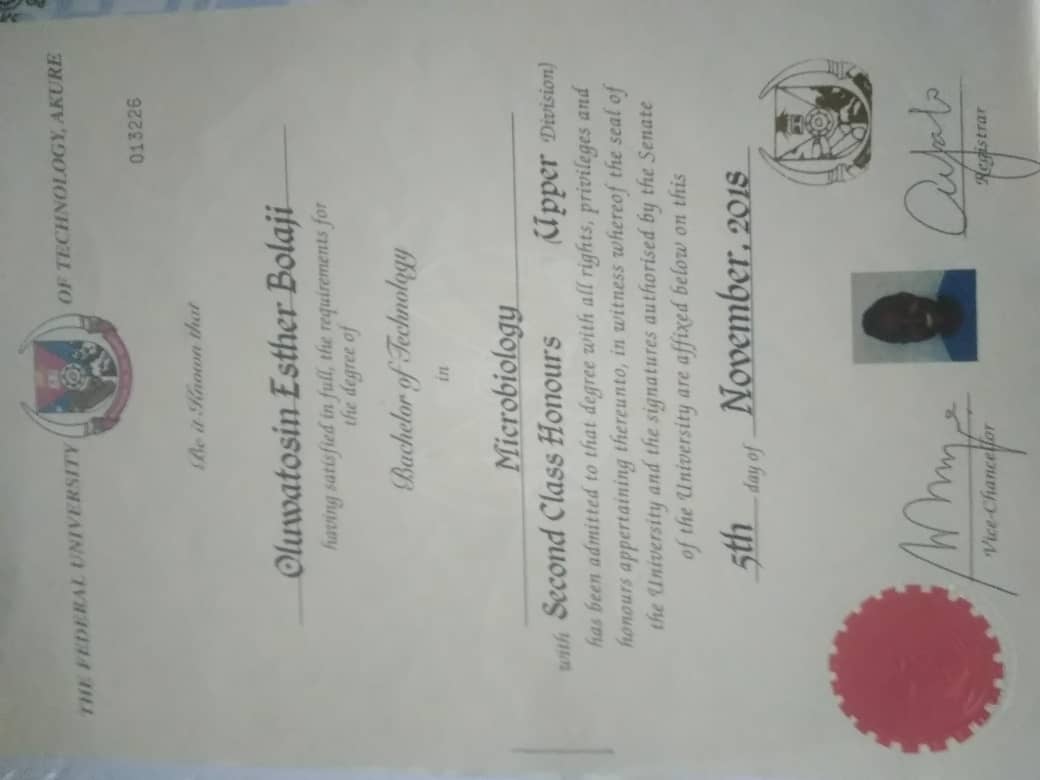 THE FEDERAL UNIVERSITY OF TECHNOLOGY, AKURE
013226
Be it Known that
Oluwatosin Esther Bolaji
having satisfied in full, the requirements for
the degree of
Bachelor of Technology
in
Microbiology
with Second Class Honours (Upper Division)
has been admitted to that degree with all rights, privileges and
honours appertaining thereunto, in witness whereof the seal of
the University and the signatures authorised by the Senate
of the University are affixed below on this
5th day of November, 2018
Vice-Chancellor
Registrar